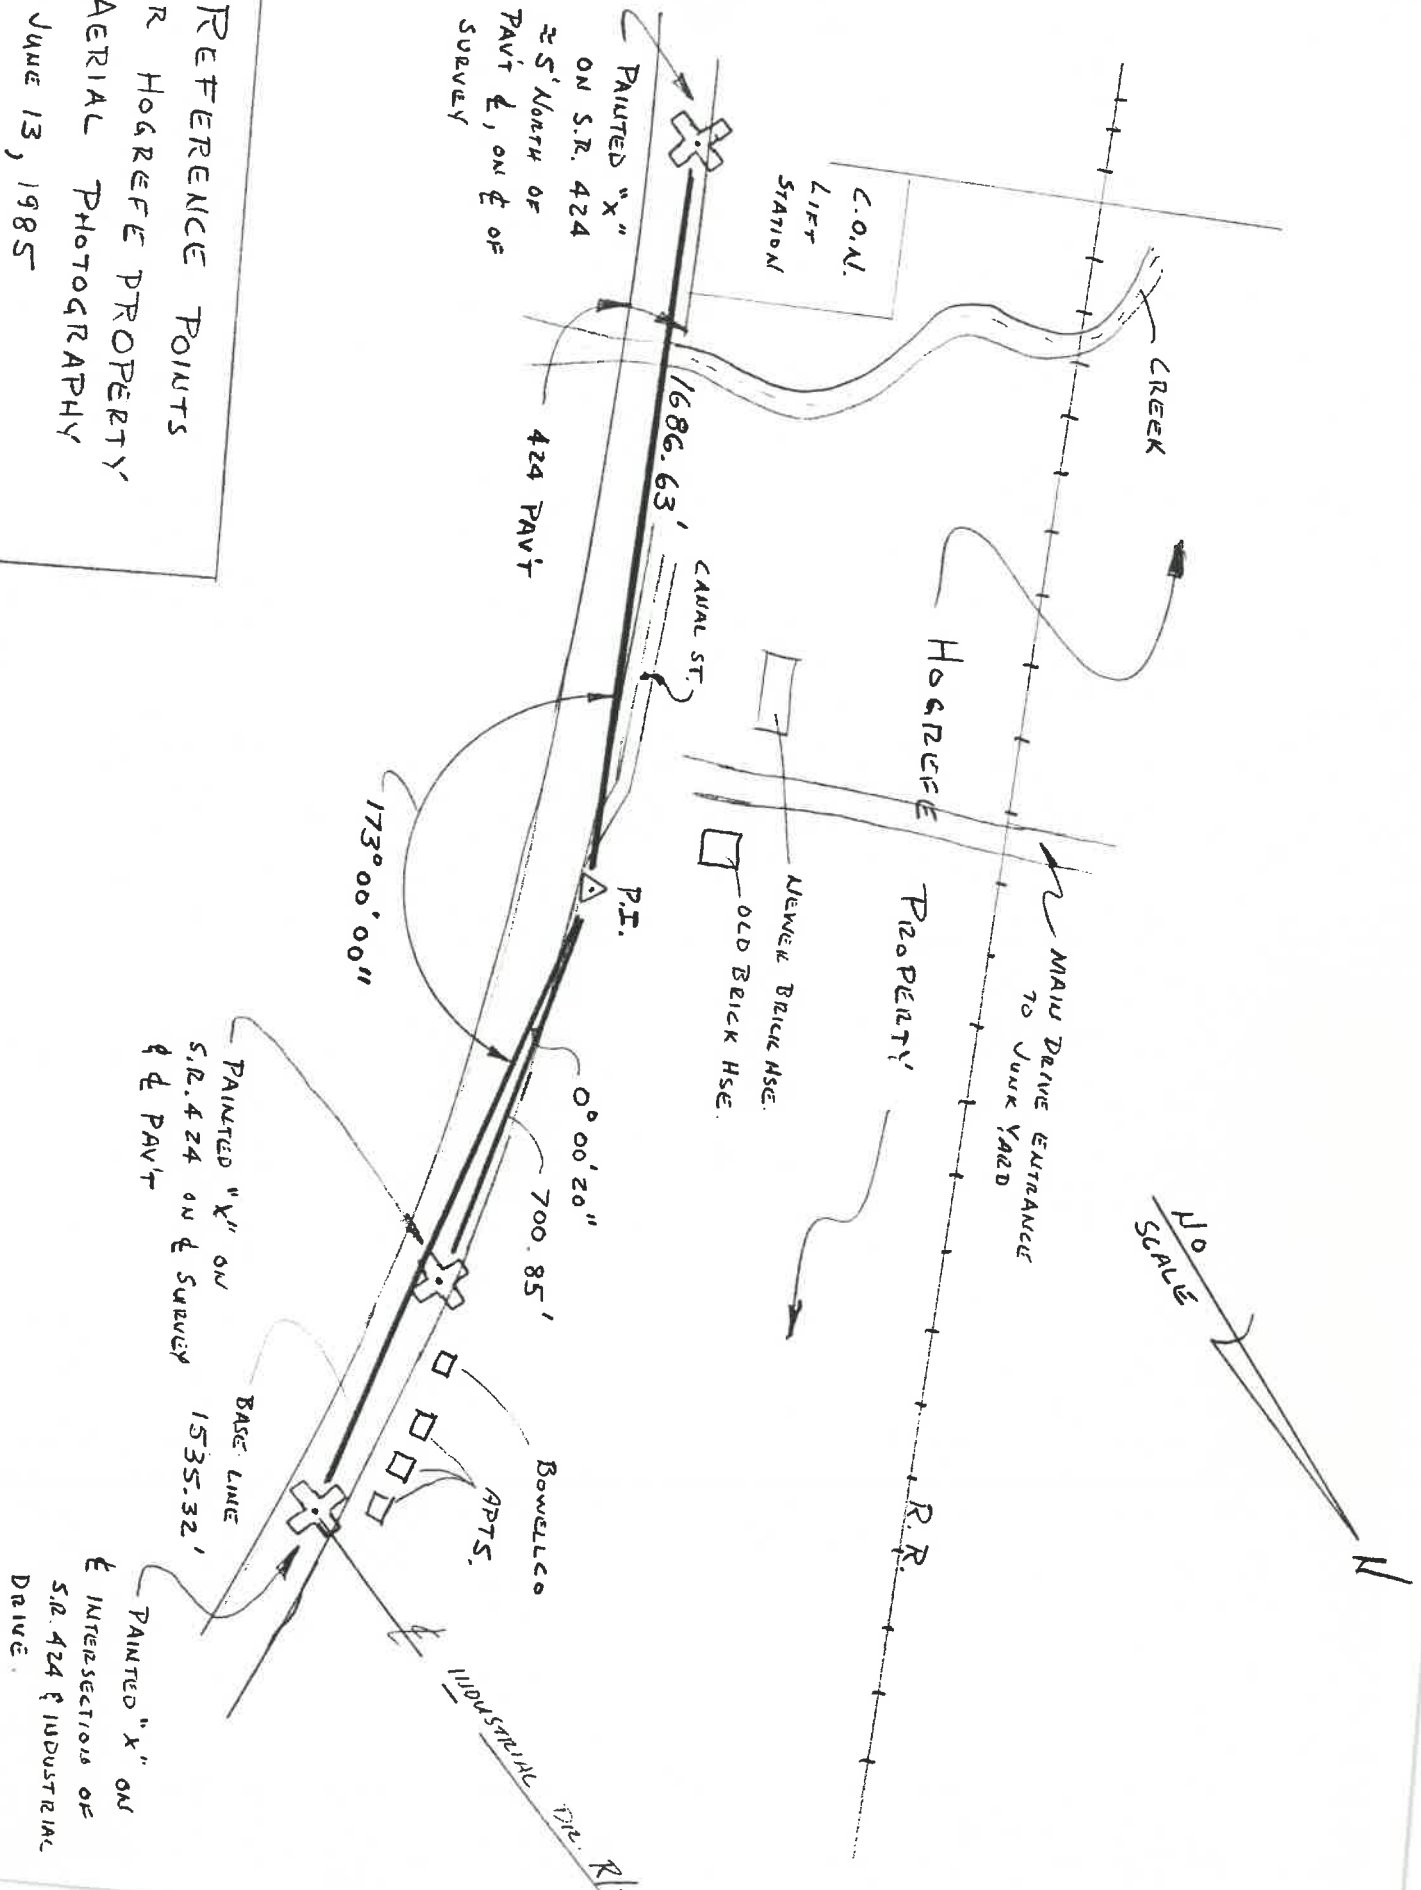 REFERENCE POINTS
R HOGREFE PROPERTY
AERIAL PHOTOGRAPHY
JUNE 13, 1985
PAINTED "X"
ON S.R. 424
≈ 5' NORTH OF
PAV'T ℄, ON ℄ OF
SURVEY
C.O.N.
LIFT
STATION
CREEK
1686.63'
424 PAV'T
CANAL ST.
HOGREFE PROPERTY
NEWER BRICK HSE.
OLD BRICK HSE.
MAIN DRIVE ENTRANCE
TO JUNK YARD
P.I.
173° 00' 00"
0° 00' 20"
700.85'
PAINTED "X" ON
S.R. 424 ON ℄ SURVEY
& ℄ PAV'T
BASE LINE
1535.32'
BOWELLCO
APTS.
R.R.
NO
SCALE
N
PAINTED "X" ON
℄ INTERSECTION OF
S.R. 424 & INDUSTRIAL
DRIVE.
℄ INDUSTRIAL DR. R/